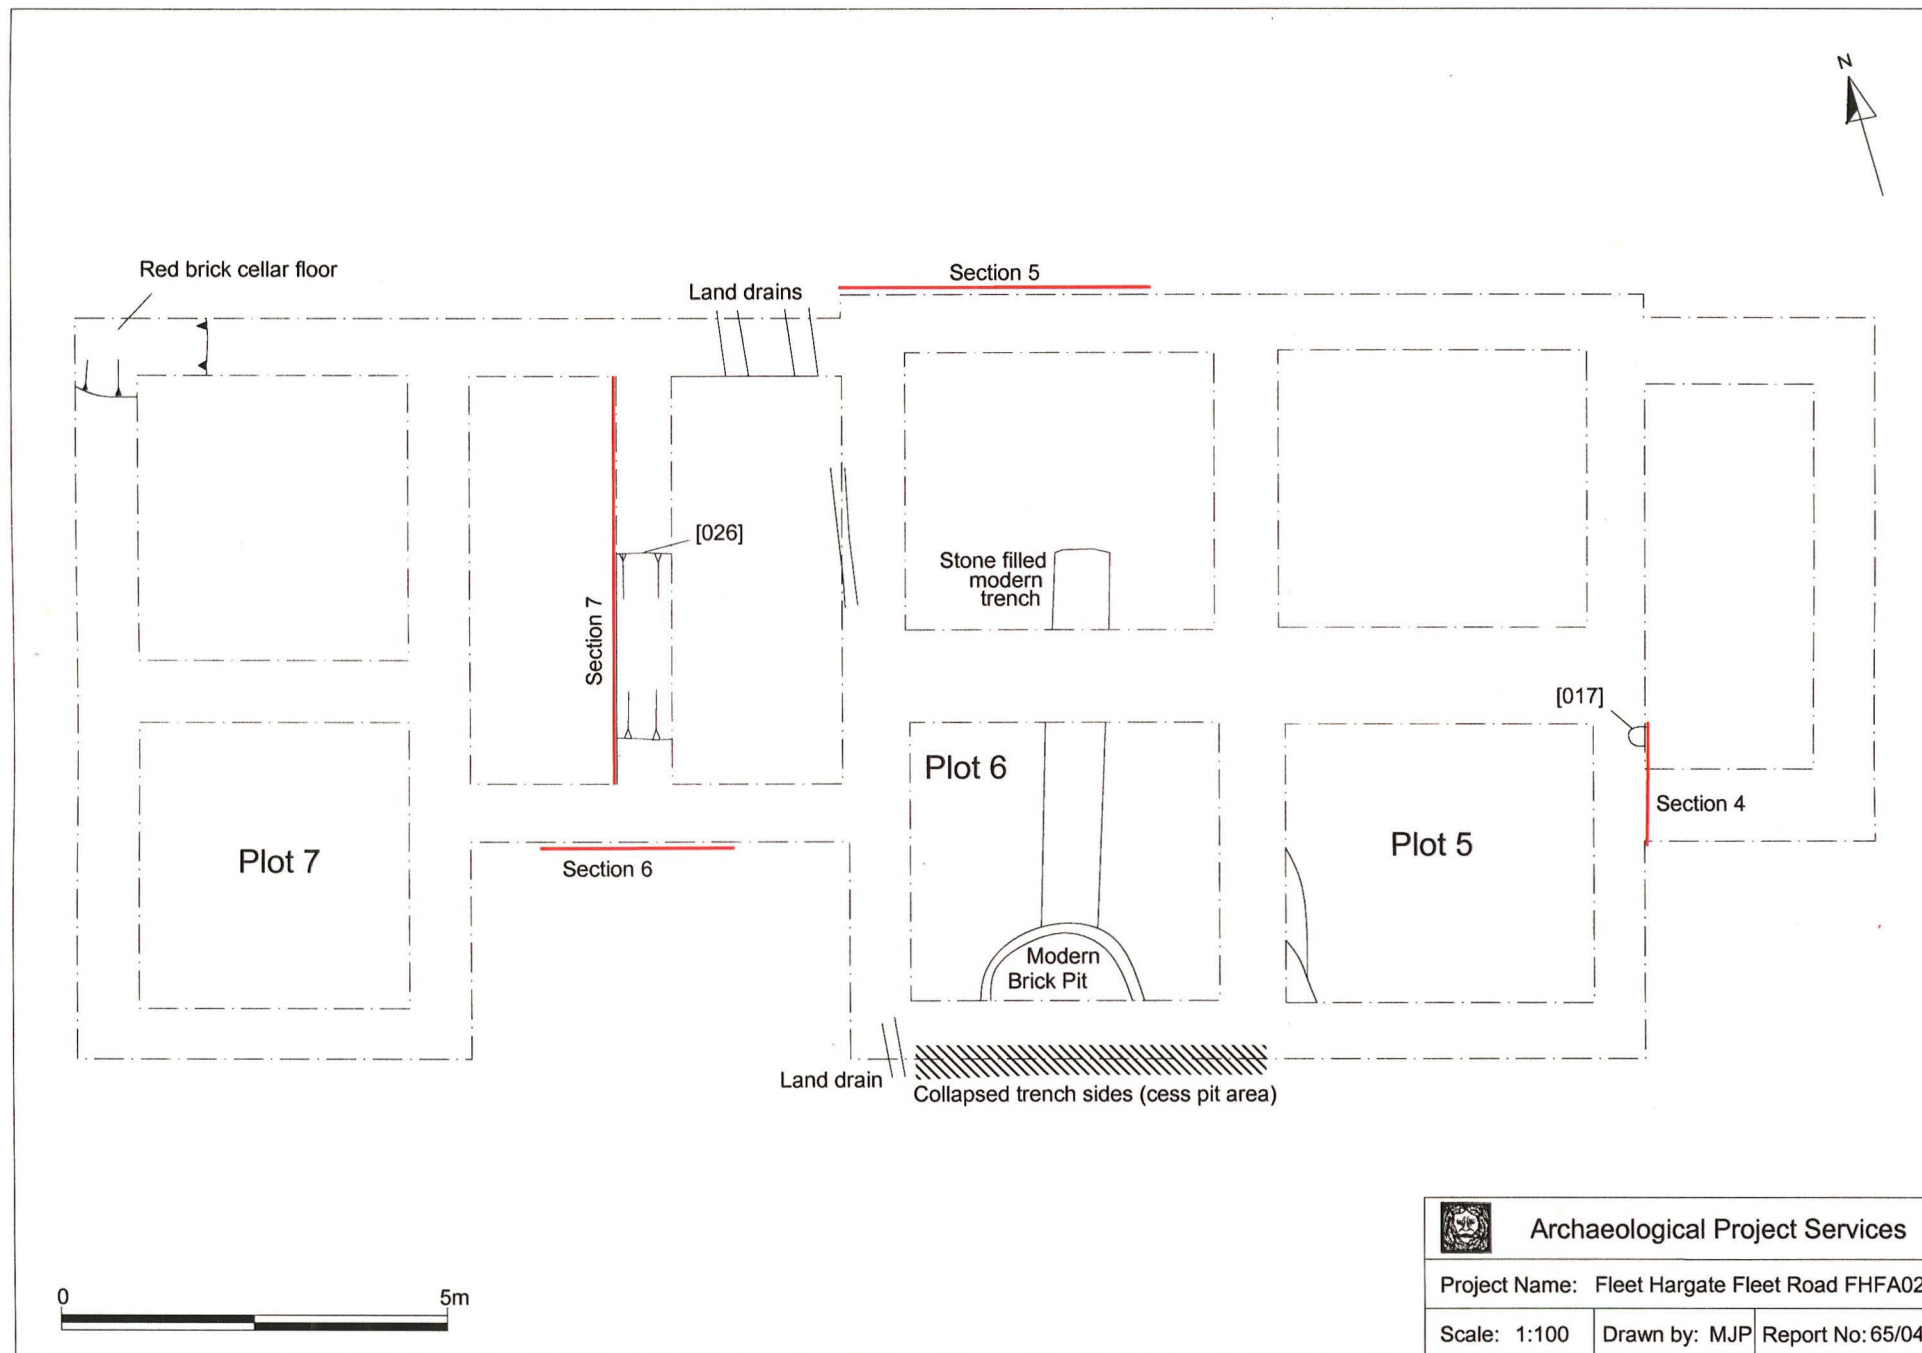 N
Red brick cellar floor
Land drains
Section 5
[026]
Stone filled
modern
trench
Section 7
[017]
Plot 6
Section 4
Plot 7
Section 6
Plot 5
Modern
Brick Pit
Land drain
Collapsed trench sides (cess pit area)
0 5m
Archaeological Project Services
Project Name: Fleet Hargate Fleet Road FHFA02
Scale: 1:100 Drawn by: MJP Report No: 65/04